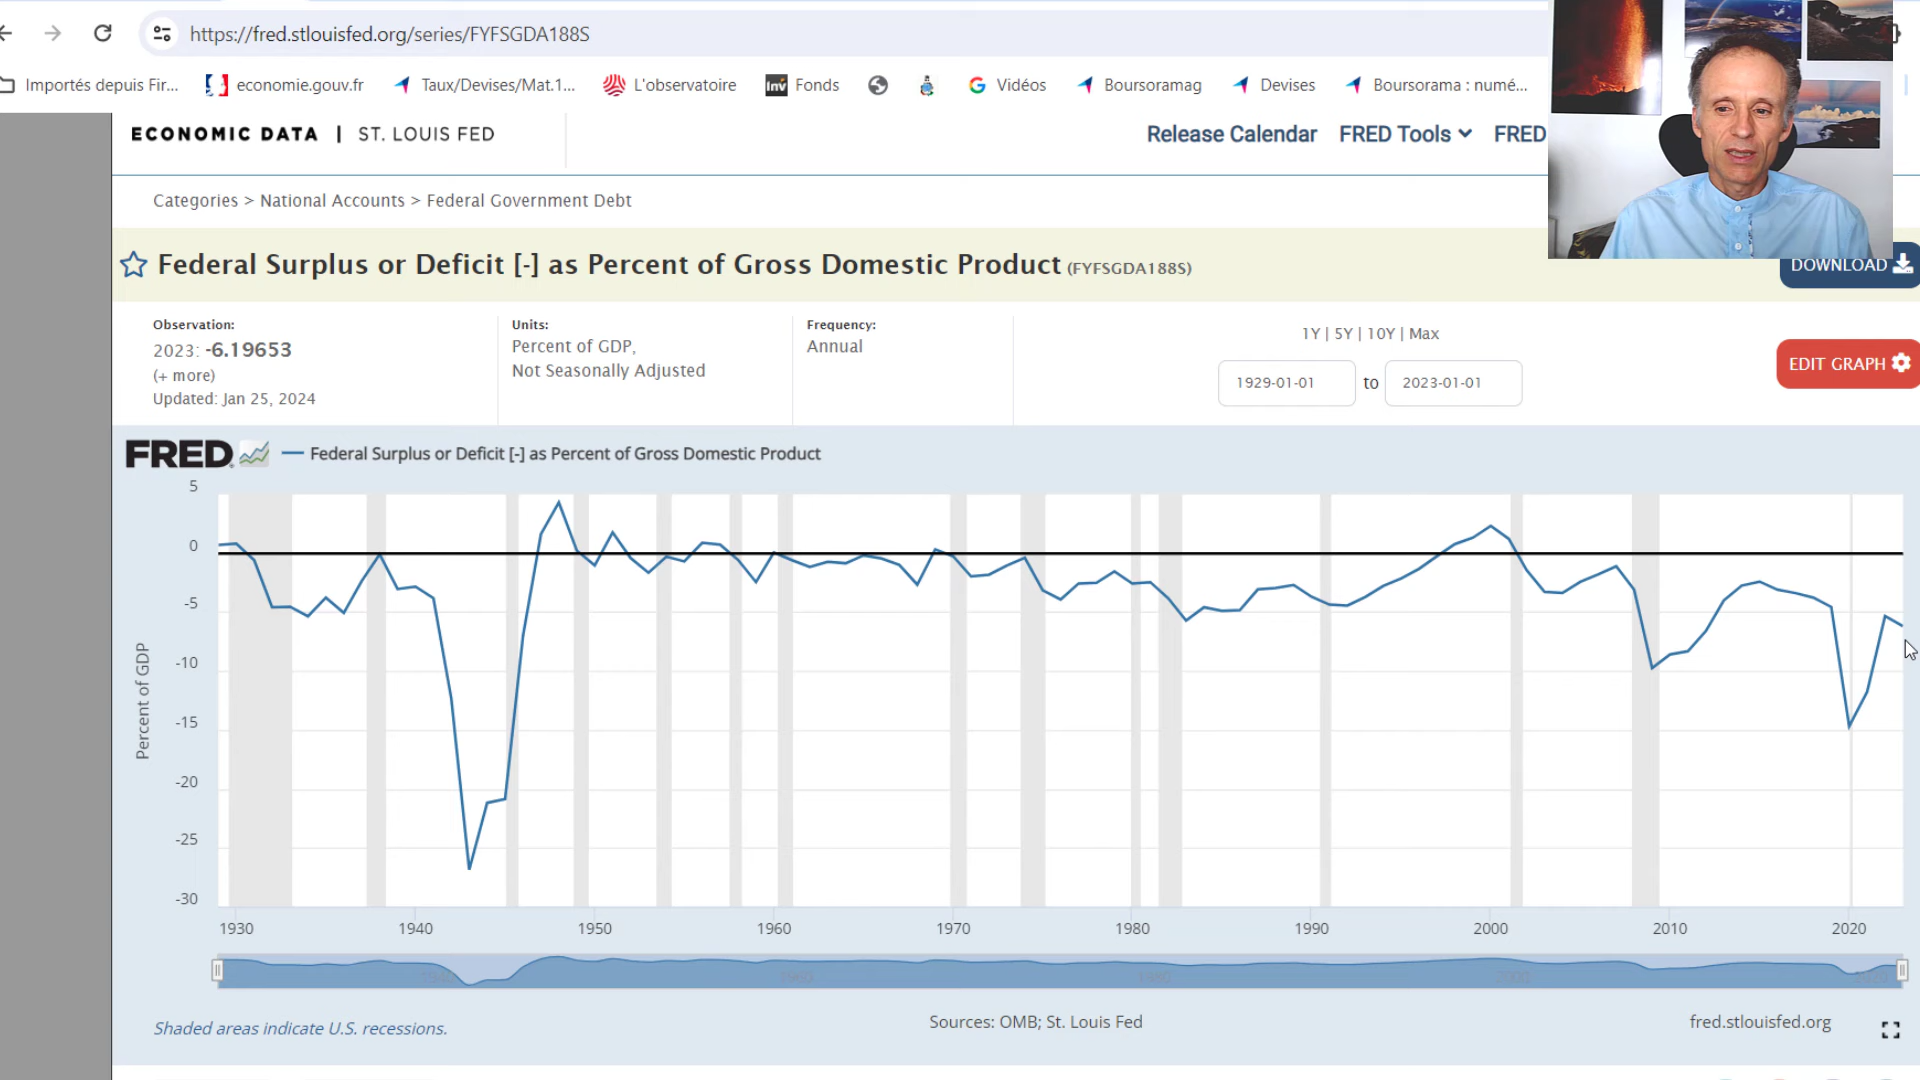 https://fred.stlouisfed.org/series/FYFSGDA188S
Importés depuis Fir... economie.gouv.fr Taux/Devises/Mat.1... L'observatoire Inv Fonds Vidéos Boursoramag Devises Boursorama : numé...
ECONOMIC DATA | ST. LOUIS FED
Release Calendar FRED Tools FRED
Categories > National Accounts > Federal Government Debt
Federal Surplus or Deficit [-] as Percent of Gross Domestic Product (FYFSGDA188S)
DOWNLOAD
Observation:
2023: -6.19653
(+ more)
Updated: Jan 25, 2024
Units:
Percent of GDP,
Not Seasonally Adjusted
Frequency:
Annual
1Y | 5Y | 10Y | Max
1929-01-01 to 2023-01-01
EDIT GRAPH
FRED Federal Surplus or Deficit [-] as Percent of Gross Domestic Product
5
0
-5
-10
-15
-20
-25
-30
Percent of GDP
1930 1940 1950 1960 1970 1980 1990 2000 2010 2020
1940 1960 1980 2000 2020
Shaded areas indicate U.S. recessions.
Sources: OMB; St. Louis Fed
fred.stlouisfed.org